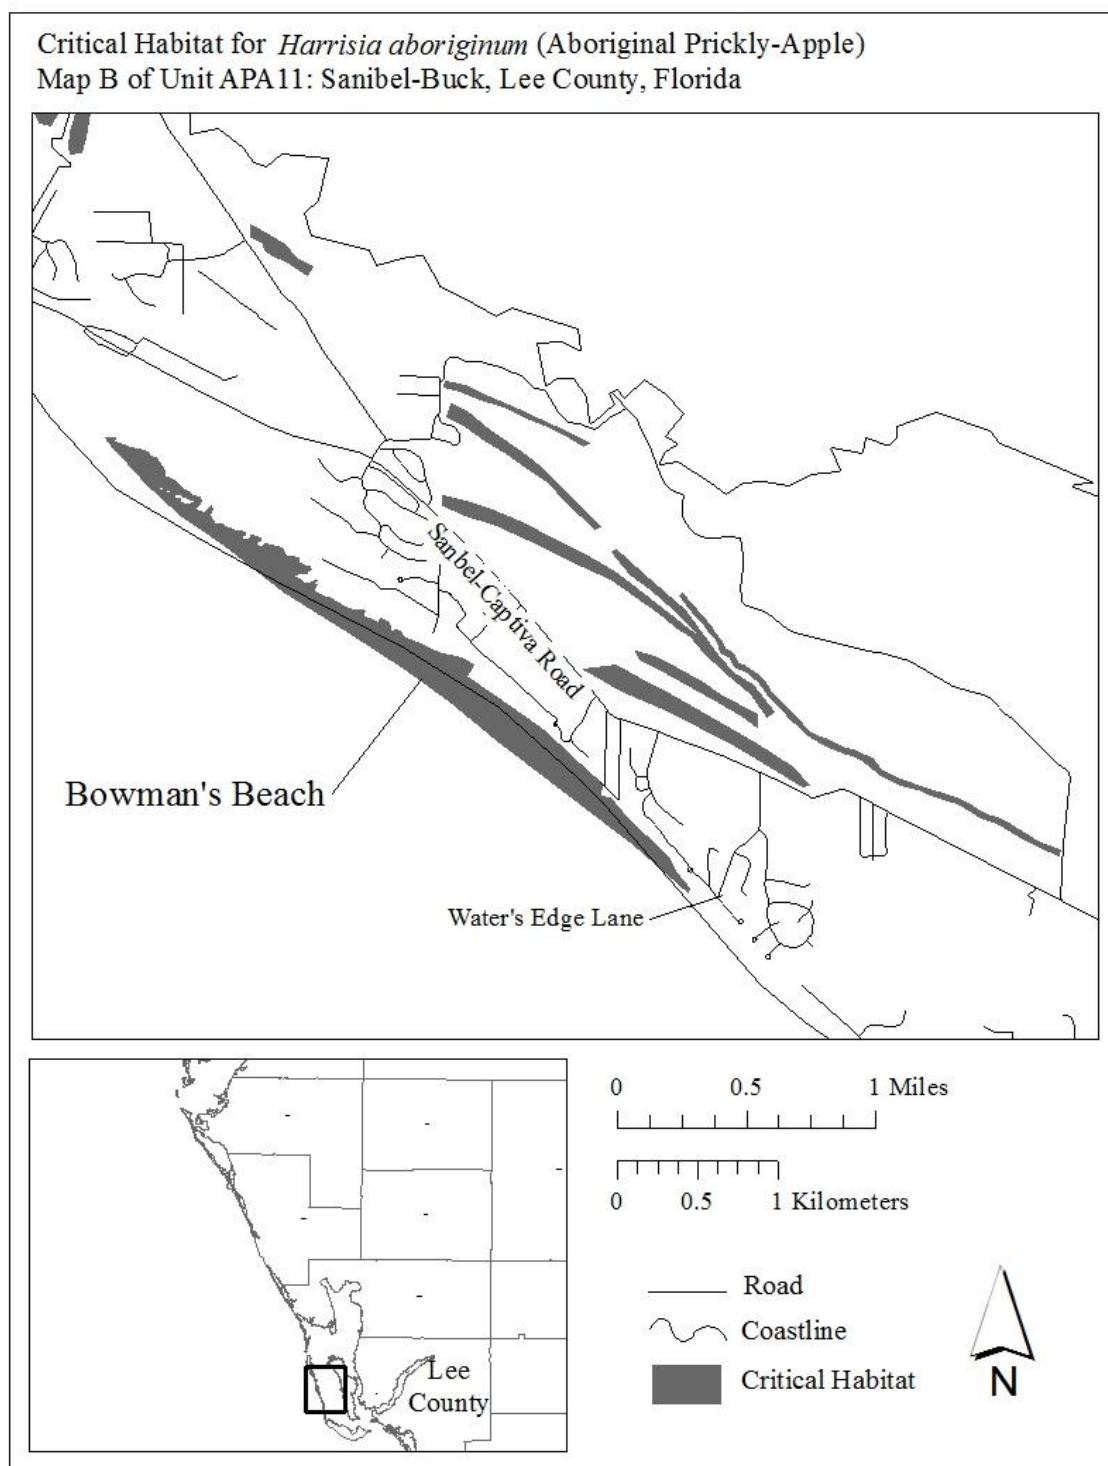 Critical Habitat for Harrisia aboriginum (Aboriginal Prickly-Apple)
Map B of Unit APA11: Sanibel-Buck, Lee County, Florida
Sanbel-Captiva Road
Bowman's Beach
Water's Edge Lane
Lee
County
0 0.5 1 Miles
0 0.5 1 Kilometers
Road
Coastline
Critical Habitat
N